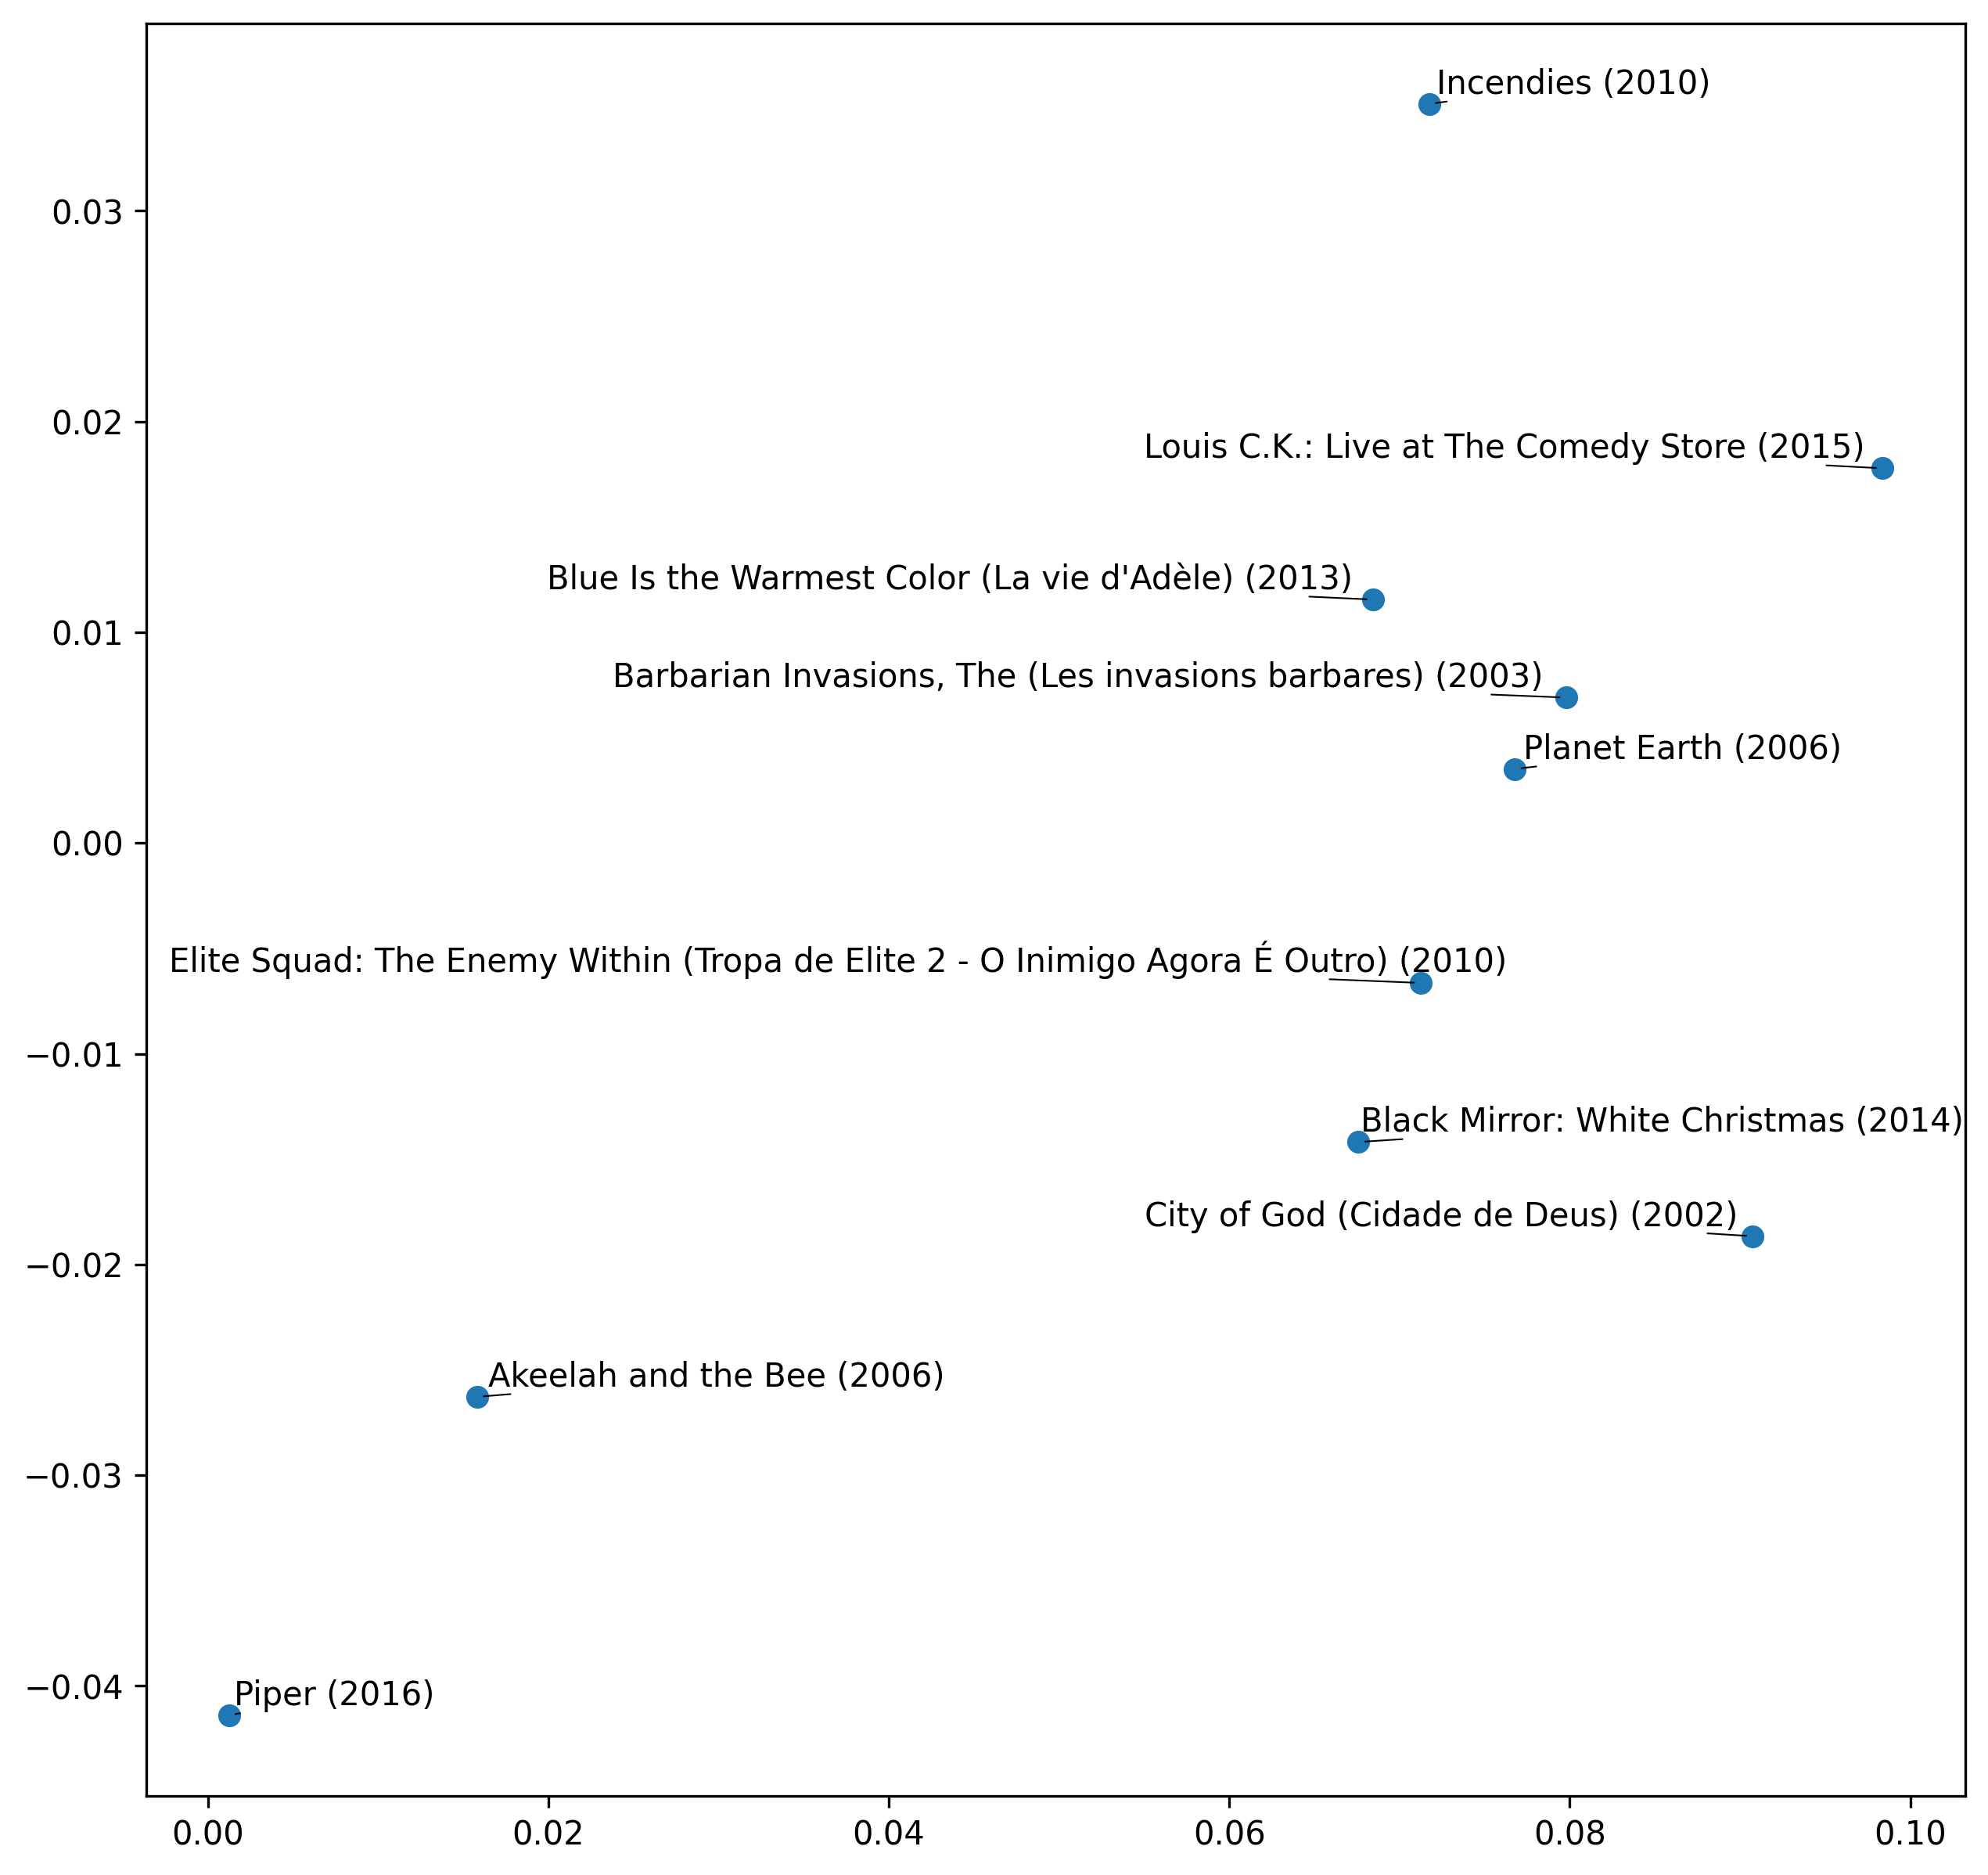 Incendies (2010)
0.03
0.02
Louis C.K.: Live at The Comedy Store (2015)
Blue Is the Warmest Color (La vie d'Adèle) (2013)
0.01
Barbarian Invasions, The (Les invasions barbares) (2003)
Planet Earth (2006)
0.00
Elite Squad: The Enemy Within (Tropa de Elite 2 - O Inimigo Agora É Outro) (2010)
−0.01
Black Mirror: White Christmas (2014)
City of God (Cidade de Deus) (2002)
−0.02
Akeelah and the Bee (2006)
−0.03
−0.04
Piper (2016)
0.00 0.02 0.04 0.06 0.08 0.10